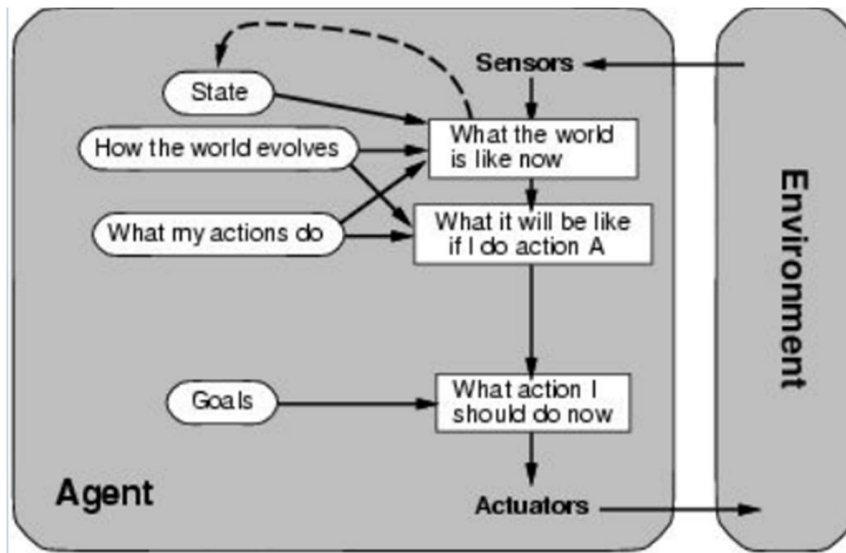 Sensors
State
What the world
is like now
How the world evolves
What my actions do
What it will be like
if I do action A
Environment
Goals
What action I
should do now
Agent
Actuators